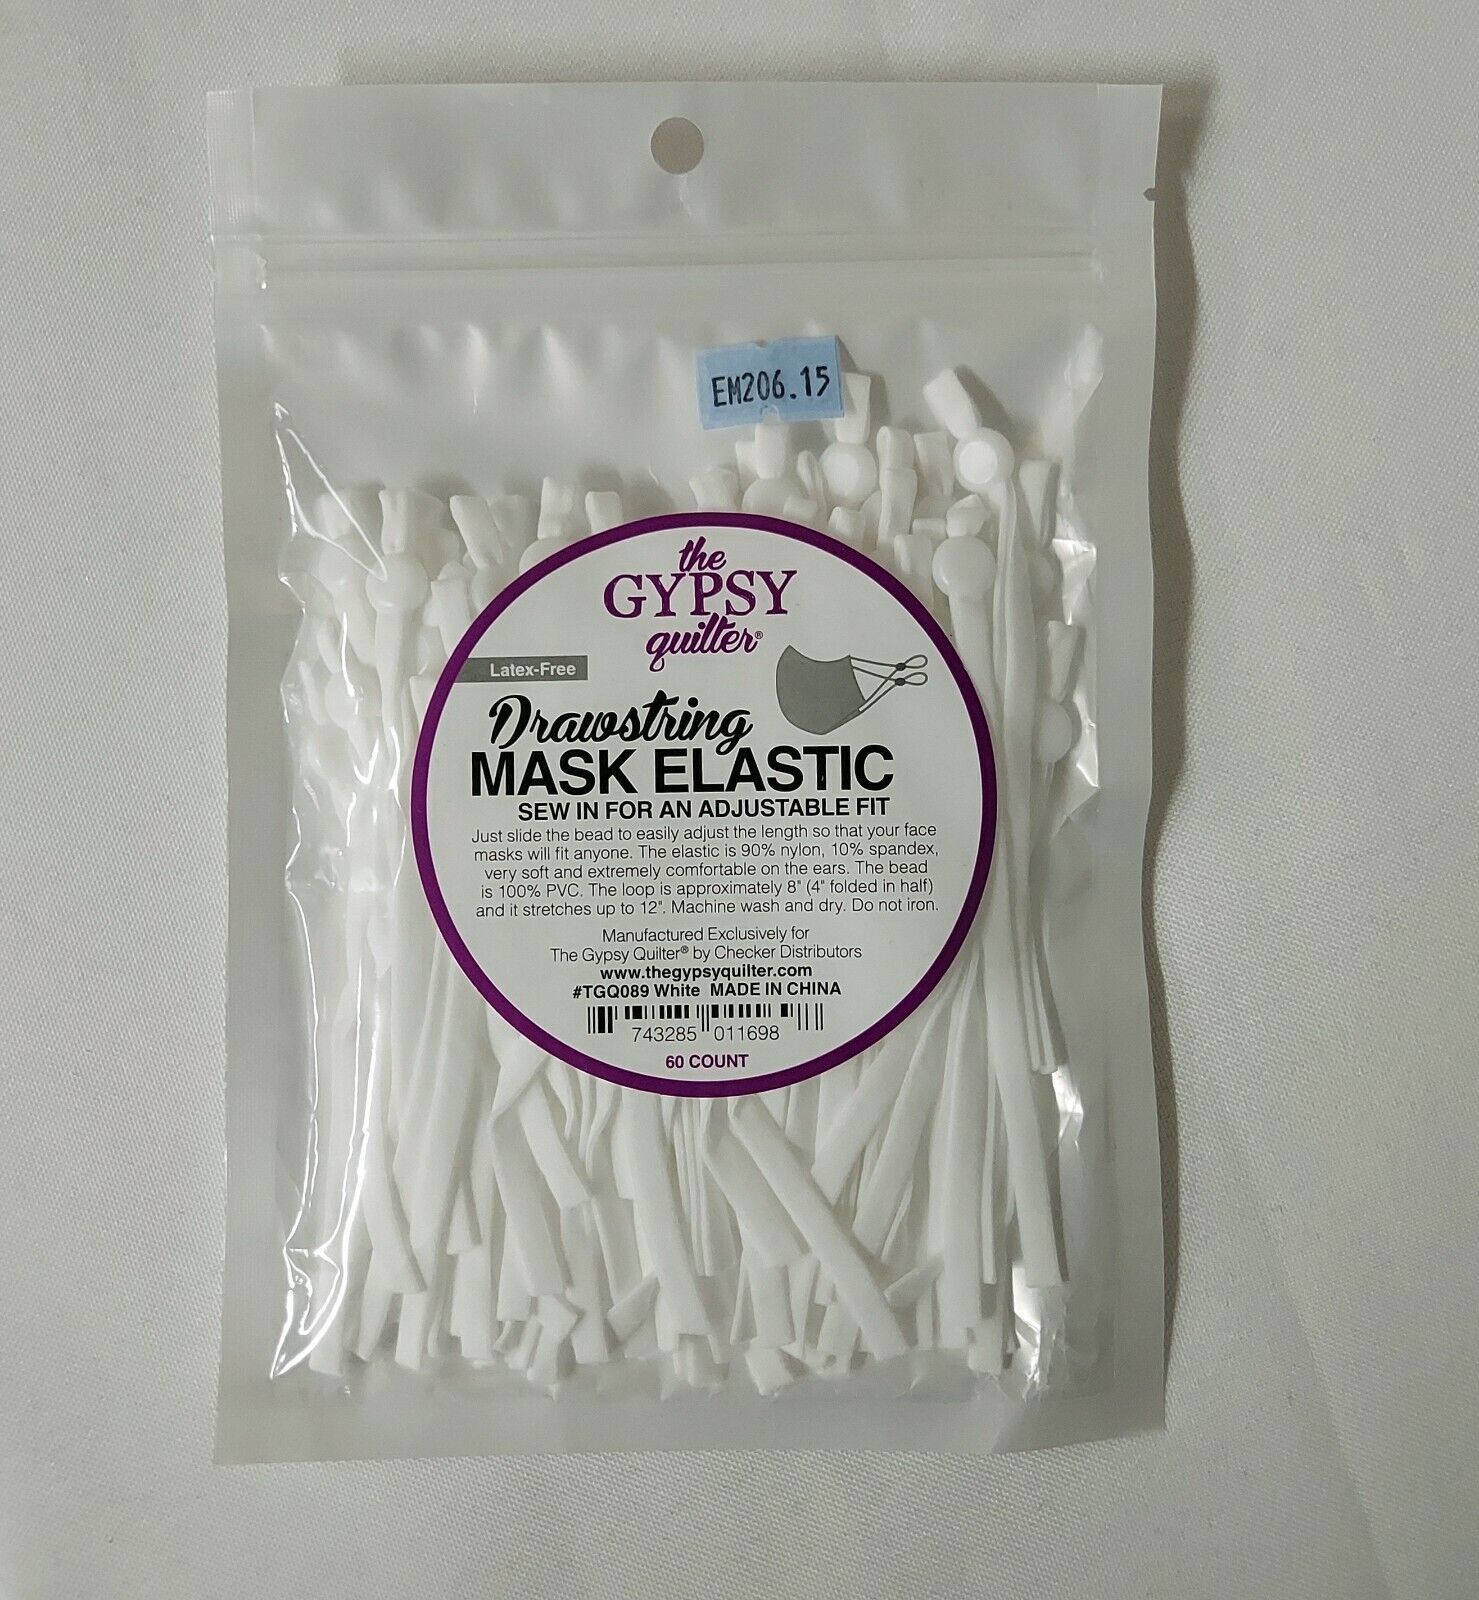 EM206.15
the
GYPSY
quilter®
Latex-Free
Drawstring
MASK ELASTIC
SEW IN FOR AN ADJUSTABLE FIT
Just slide the bead to easily adjust the length so that your face
masks will fit anyone. The elastic is 90% nylon, 10% spandex,
very soft and extremely comfortable on the ears. The bead
is 100% PVC. The loop is approximately 8" (4" folded in half)
and it stretches up to 12". Machine wash and dry. Do not iron.
Manufactured Exclusively for
The Gypsy Quilter® by Checker Distributors
www.thegypsyquilter.com
#TGQ089 White MADE IN CHINA
743285 011698
60 COUNT